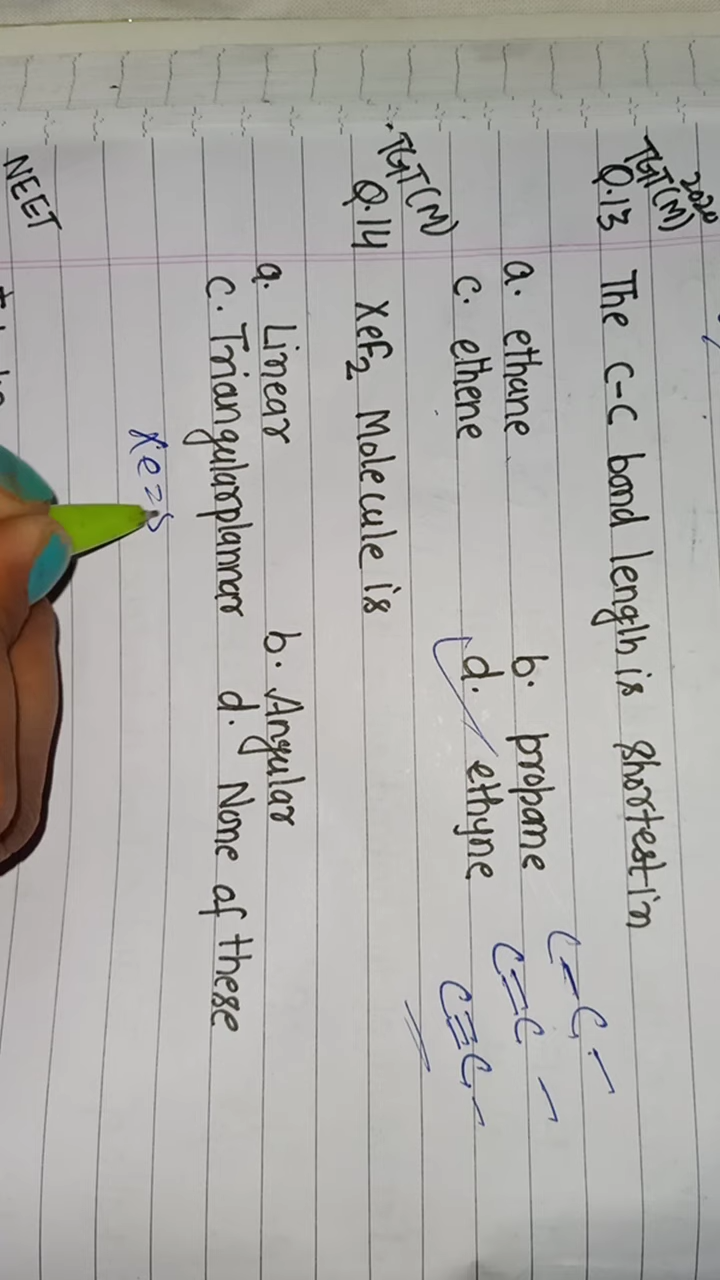 2020
TGT(M)
Q.13 The C-C bond length is shortest in
a. ethane b. propane
c. ethene d. ethyne
C-C,
C=C
C≡C,
TGT(M)
Q.14 XeF2 Molecule is
a. Linear b. Angular
c. Triangularplannar d. None of these
Xe=
NEET